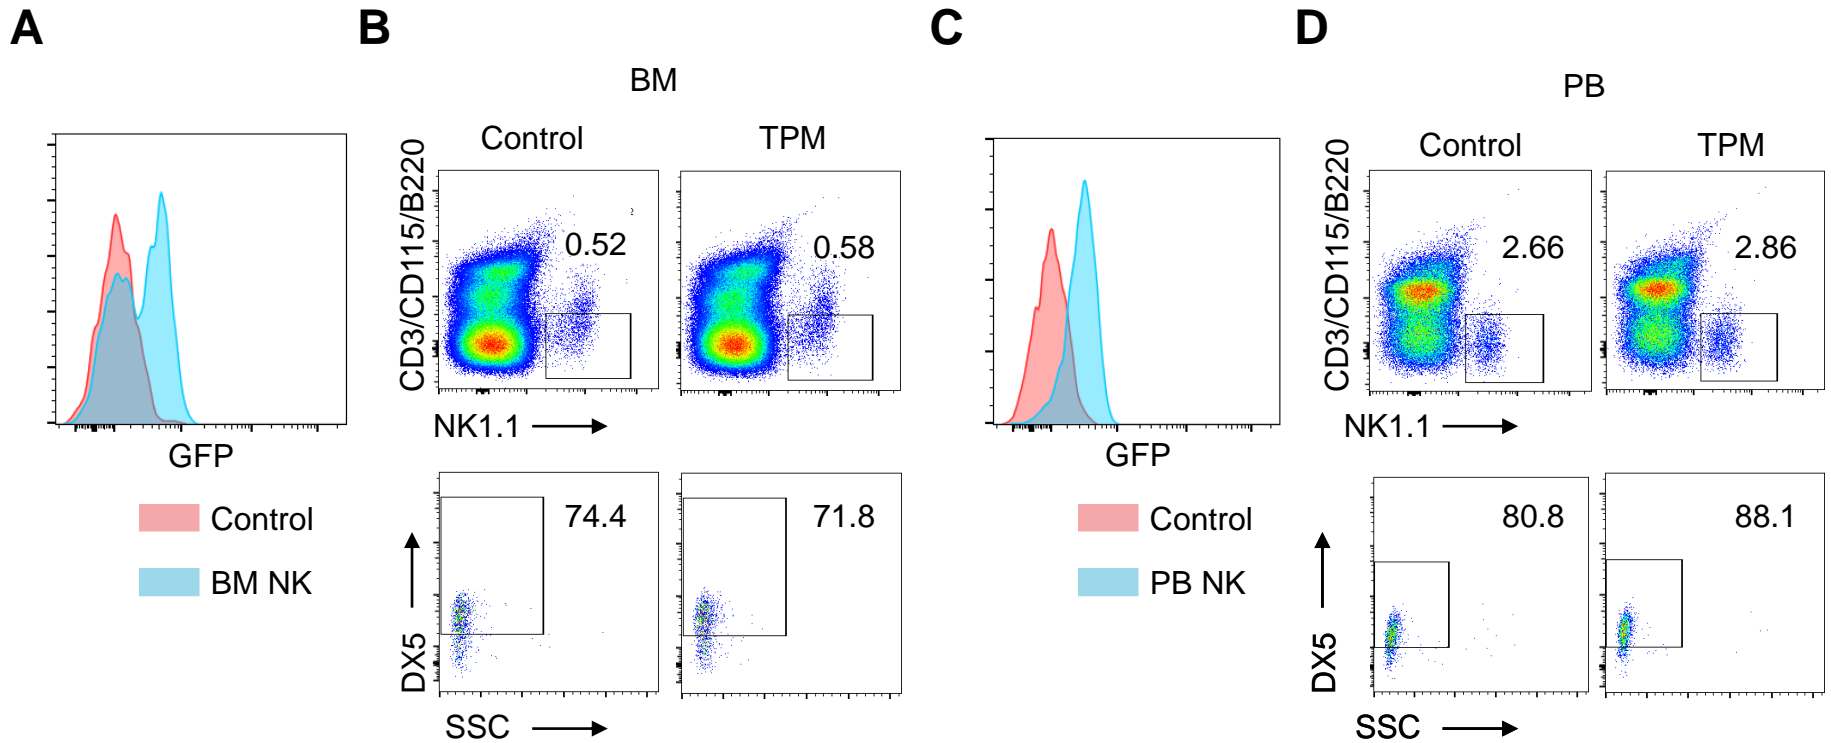 A
GFP
Control
BM NK
B
BM
Control
TPM
CD3/CD115/B220
0.52
0.58
NK1.1
74.4
71.8
DX5
SSC
C
GFP
Control
PB NK
D
PB
Control
TPM
CD3/CD115/B220
2.66
2.86
NK1.1
80.8
88.1
DX5
SSC